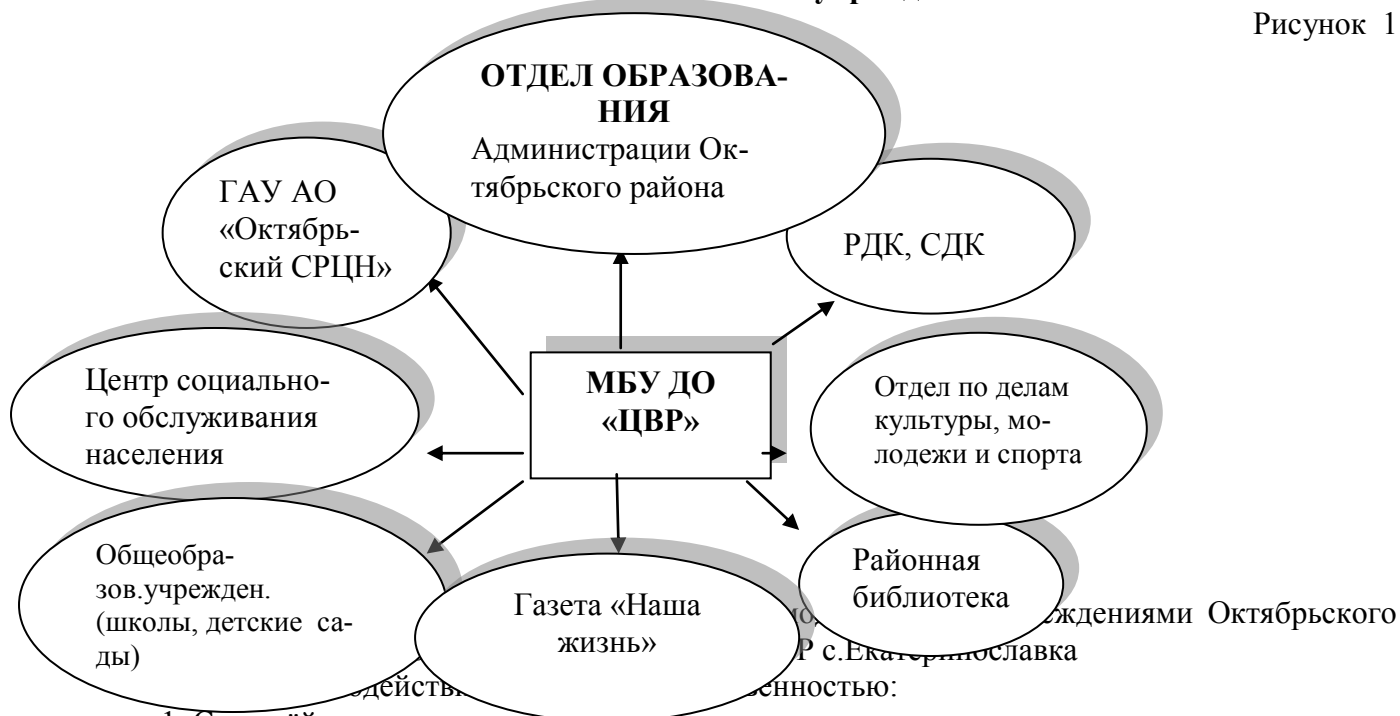 Рисунок 1
ОТДЕЛ ОБРАЗОВА-
НИЯ
Администрации Ок-
тябрьского района
ГАУ АО
«Октябрь-
ский СРЦН»
РДК, СДК
Центр социально-
го обслуживания
населения
МБУ ДО
«ЦВР»
Отдел по делам
культуры, мо-
лодежи и спорта
Общеобра-
зов.учрежден.
(школы, детские са-
ды)
Газета «Наша
жизнь»
Районная
библиотека
Октябрьского
с.Екатеринославка